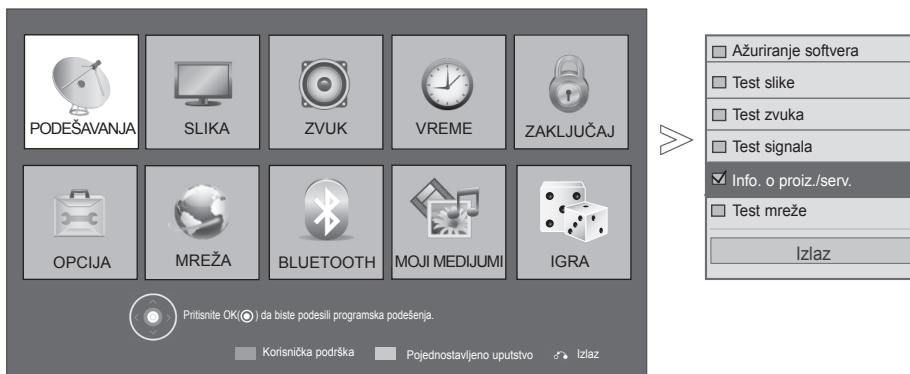 PODEŠAVANJA
SLIKA
ZVUK
VREME
ZAKLJUČAJ
OPCIJA
MREŽA
BLUETOOTH
MOJI MEDIJUMI
IGRA
Pritisnite OK( ) da biste podesili programska podešenja.
Korisnička podrška
Pojednostavljeno uputstvo
Izlaz
Ažuriranje softvera
Test slike
Test zvuka
Test signala
Info. o proiz./serv.
Test mreže
Izlaz